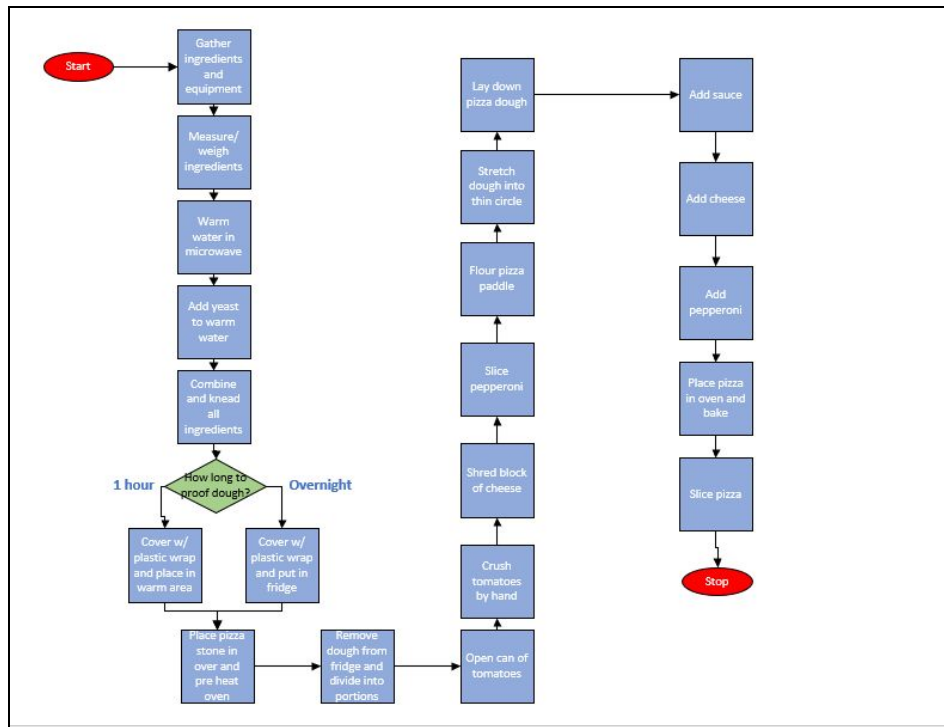 Start
Gather
ingredients
and
equipment
Measure/
weigh
ingredients
Warm
water in
microwave
Add yeast
to warm
water
Combine
and knead
all
ingredients
How long to
proof dough?
1 hour
Overnight
Cover w/
plastic wrap
and place in
warm area
Cover w/
plastic wrap
and put in
fridge
Place pizza
stone in
over and
pre heat
oven
Remove
dough from
fridge and
divide into
portions
Open can of
tomatoes
Crush
tomatoes
by hand
Shred block
of cheese
Slice
pepperoni
Flour pizza
paddle
Stretch
dough into
thin circle
Lay down
pizza dough
Add sauce
Add cheese
Add
pepperoni
Place pizza
in oven and
bake
Slice pizza
Stop